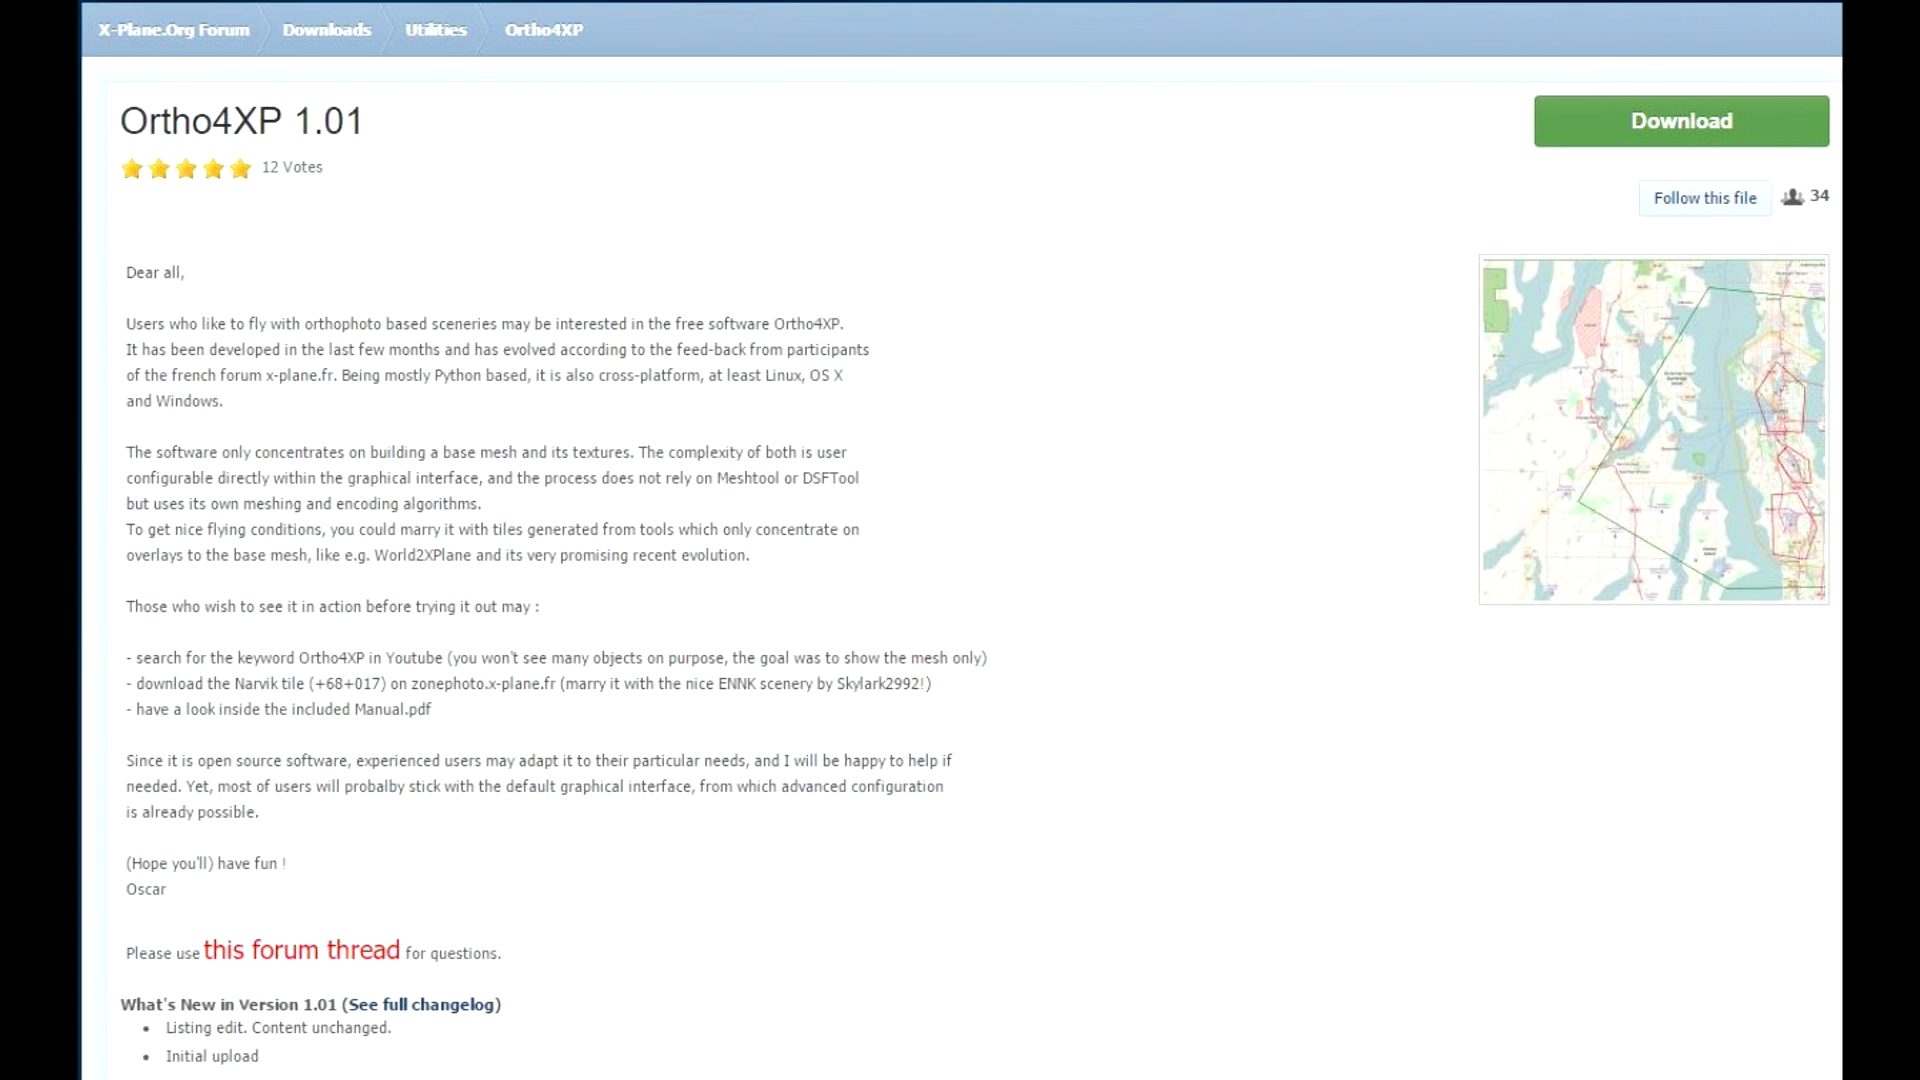 X-Plane.Org Forum Downloads Utilities Ortho4XP
Ortho4XP 1.01
Download
12 Votes
Follow this file 34
Dear all,
Users who like to fly with orthophoto based sceneries may be interested in the free software Ortho4XP.
It has been developed in the last few months and has evolved according to the feed-back from participants
of the french forum x-plane.fr. Being mostly Python based, it is also cross-platform, at least Linux, OS X
and Windows.
The software only concentrates on building a base mesh and its textures. The complexity of both is user
configurable directly within the graphical interface, and the process does not rely on Meshtool or DSFTool
but uses its own meshing and encoding algorithms.
To get nice flying conditions, you could marry it with tiles generated from tools which only concentrate on
overlays to the base mesh, like e.g. World2XPlane and its very promising recent evolution.
Those who wish to see it in action before trying it out may :
- search for the keyword Ortho4XP in Youtube (you won't see many objects on purpose, the goal was to show the mesh only)
- download the Narvik tile (+68+017) on zonephoto.x-plane.fr (marry it with the nice ENNK scenery by Skylark2992!)
- have a look inside the included Manual.pdf
Since it is open source software, experienced users may adapt it to their particular needs, and I will be happy to help if
needed. Yet, most of users will probalby stick with the default graphical interface, from which advanced configuration
is already possible.
(Hope you'll) have fun !
Oscar
Please use this forum thread for questions.
What's New in Version 1.01 (See full changelog)
• Listing edit. Content unchanged.
• Initial upload